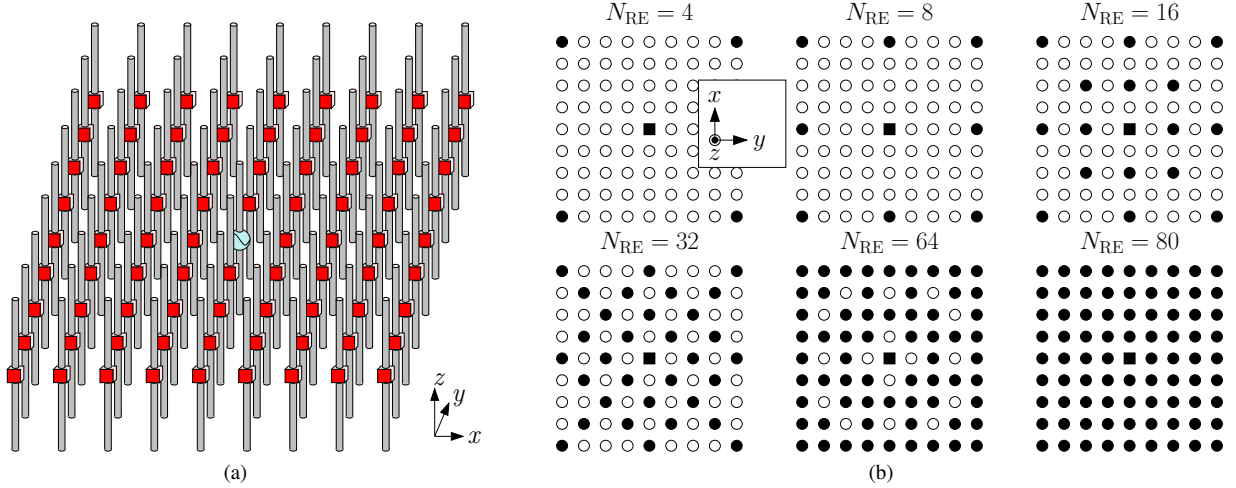 N_RE = 4
N_RE = 8
N_RE = 16
x
y
z
N_RE = 32
N_RE = 64
N_RE = 80
z
y
x
(a)
(b)